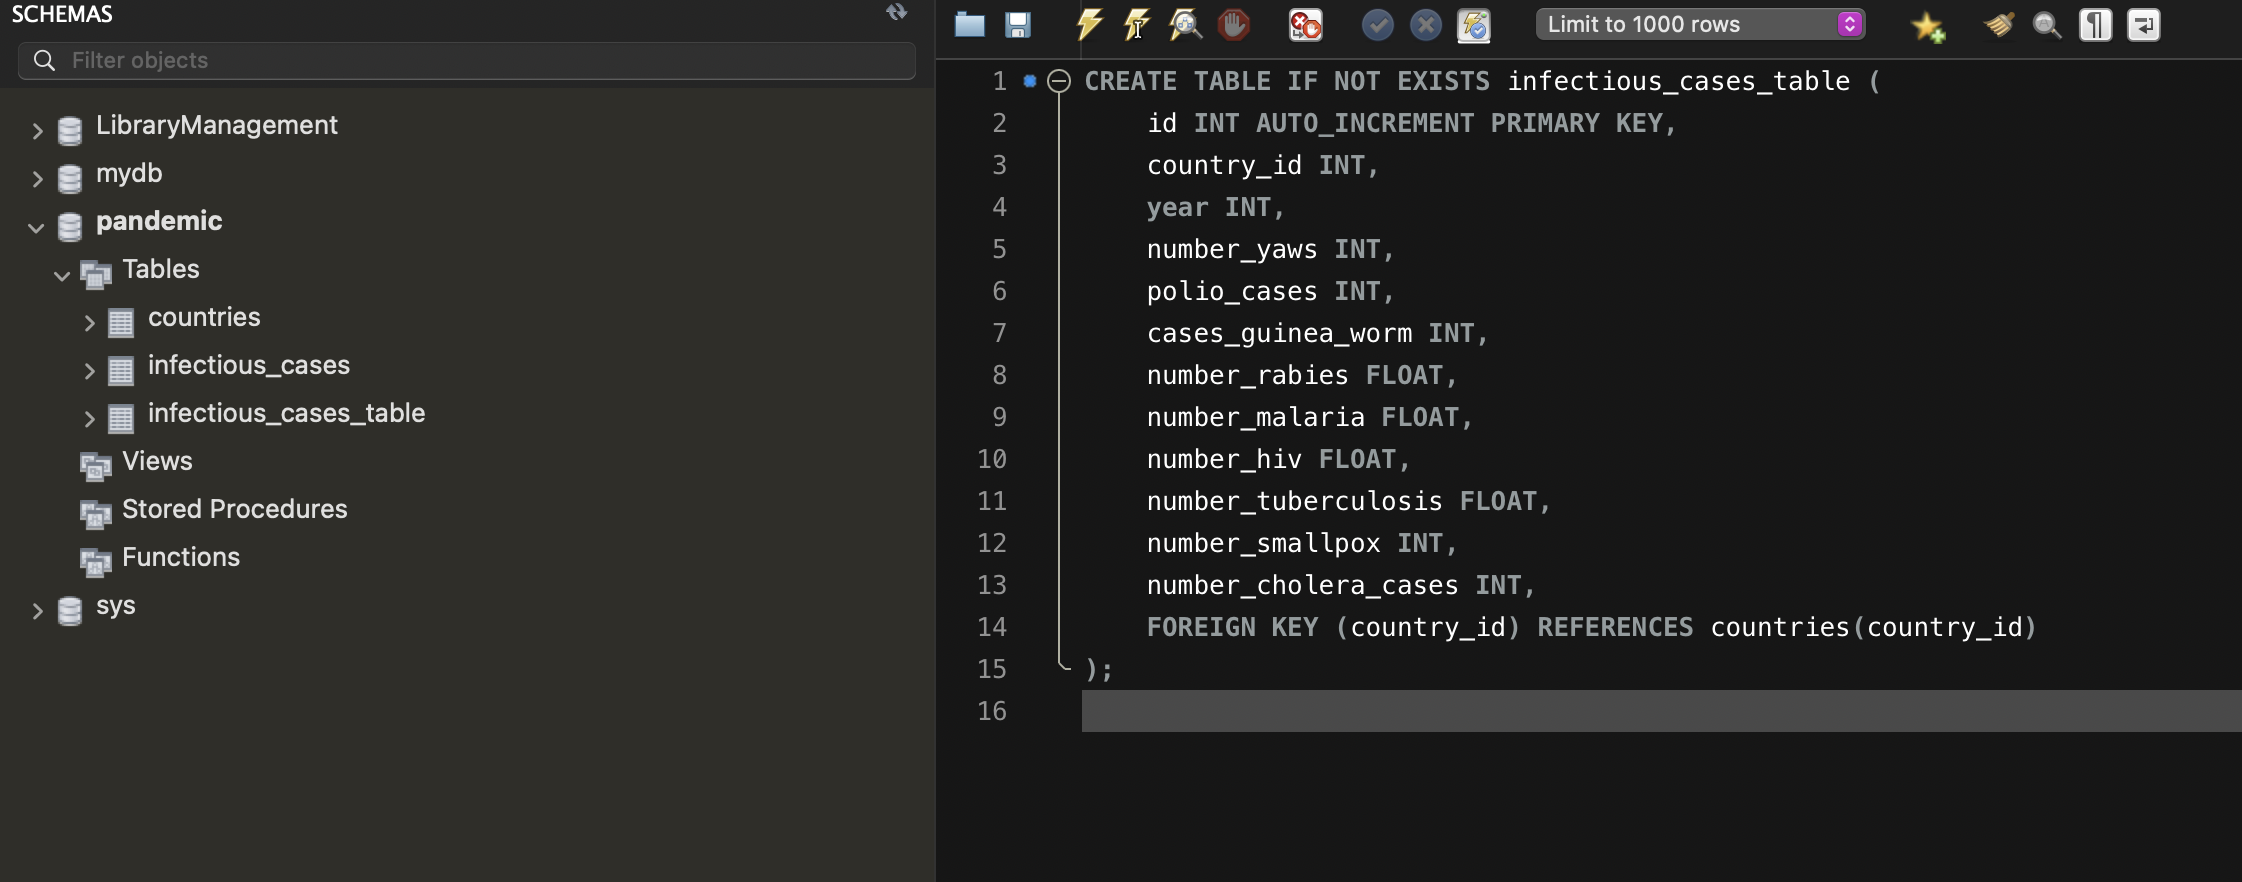 SCHEMAS
Filter objects
LibraryManagement
mydb
pandemic
Tables
countries
infectious_cases
infectious_cases_table
Views
Stored Procedures
Functions
sys
Limit to 1000 rows
1 CREATE TABLE IF NOT EXISTS infectious_cases_table (
2 id INT AUTO_INCREMENT PRIMARY KEY,
3 country_id INT,
4 year INT,
5 number_yaws INT,
6 polio_cases INT,
7 cases_guinea_worm INT,
8 number_rabies FLOAT,
9 number_malaria FLOAT,
10 number_hiv FLOAT,
11 number_tuberculosis FLOAT,
12 number_smallpox INT,
13 number_cholera_cases INT,
14 FOREIGN KEY (country_id) REFERENCES countries(country_id)
15 );
16